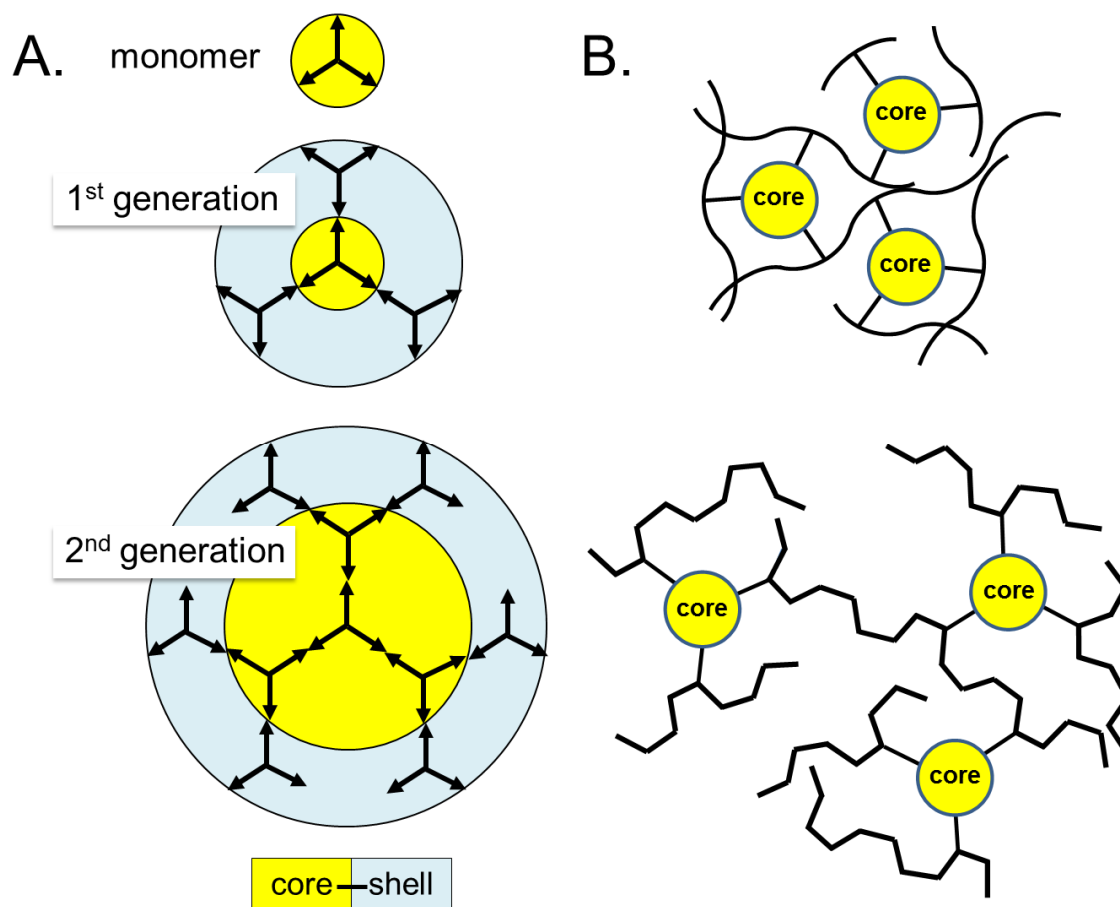 A.
monomer
1st generation
2nd generation
core
shell
B.
core
core
core
core
core
core